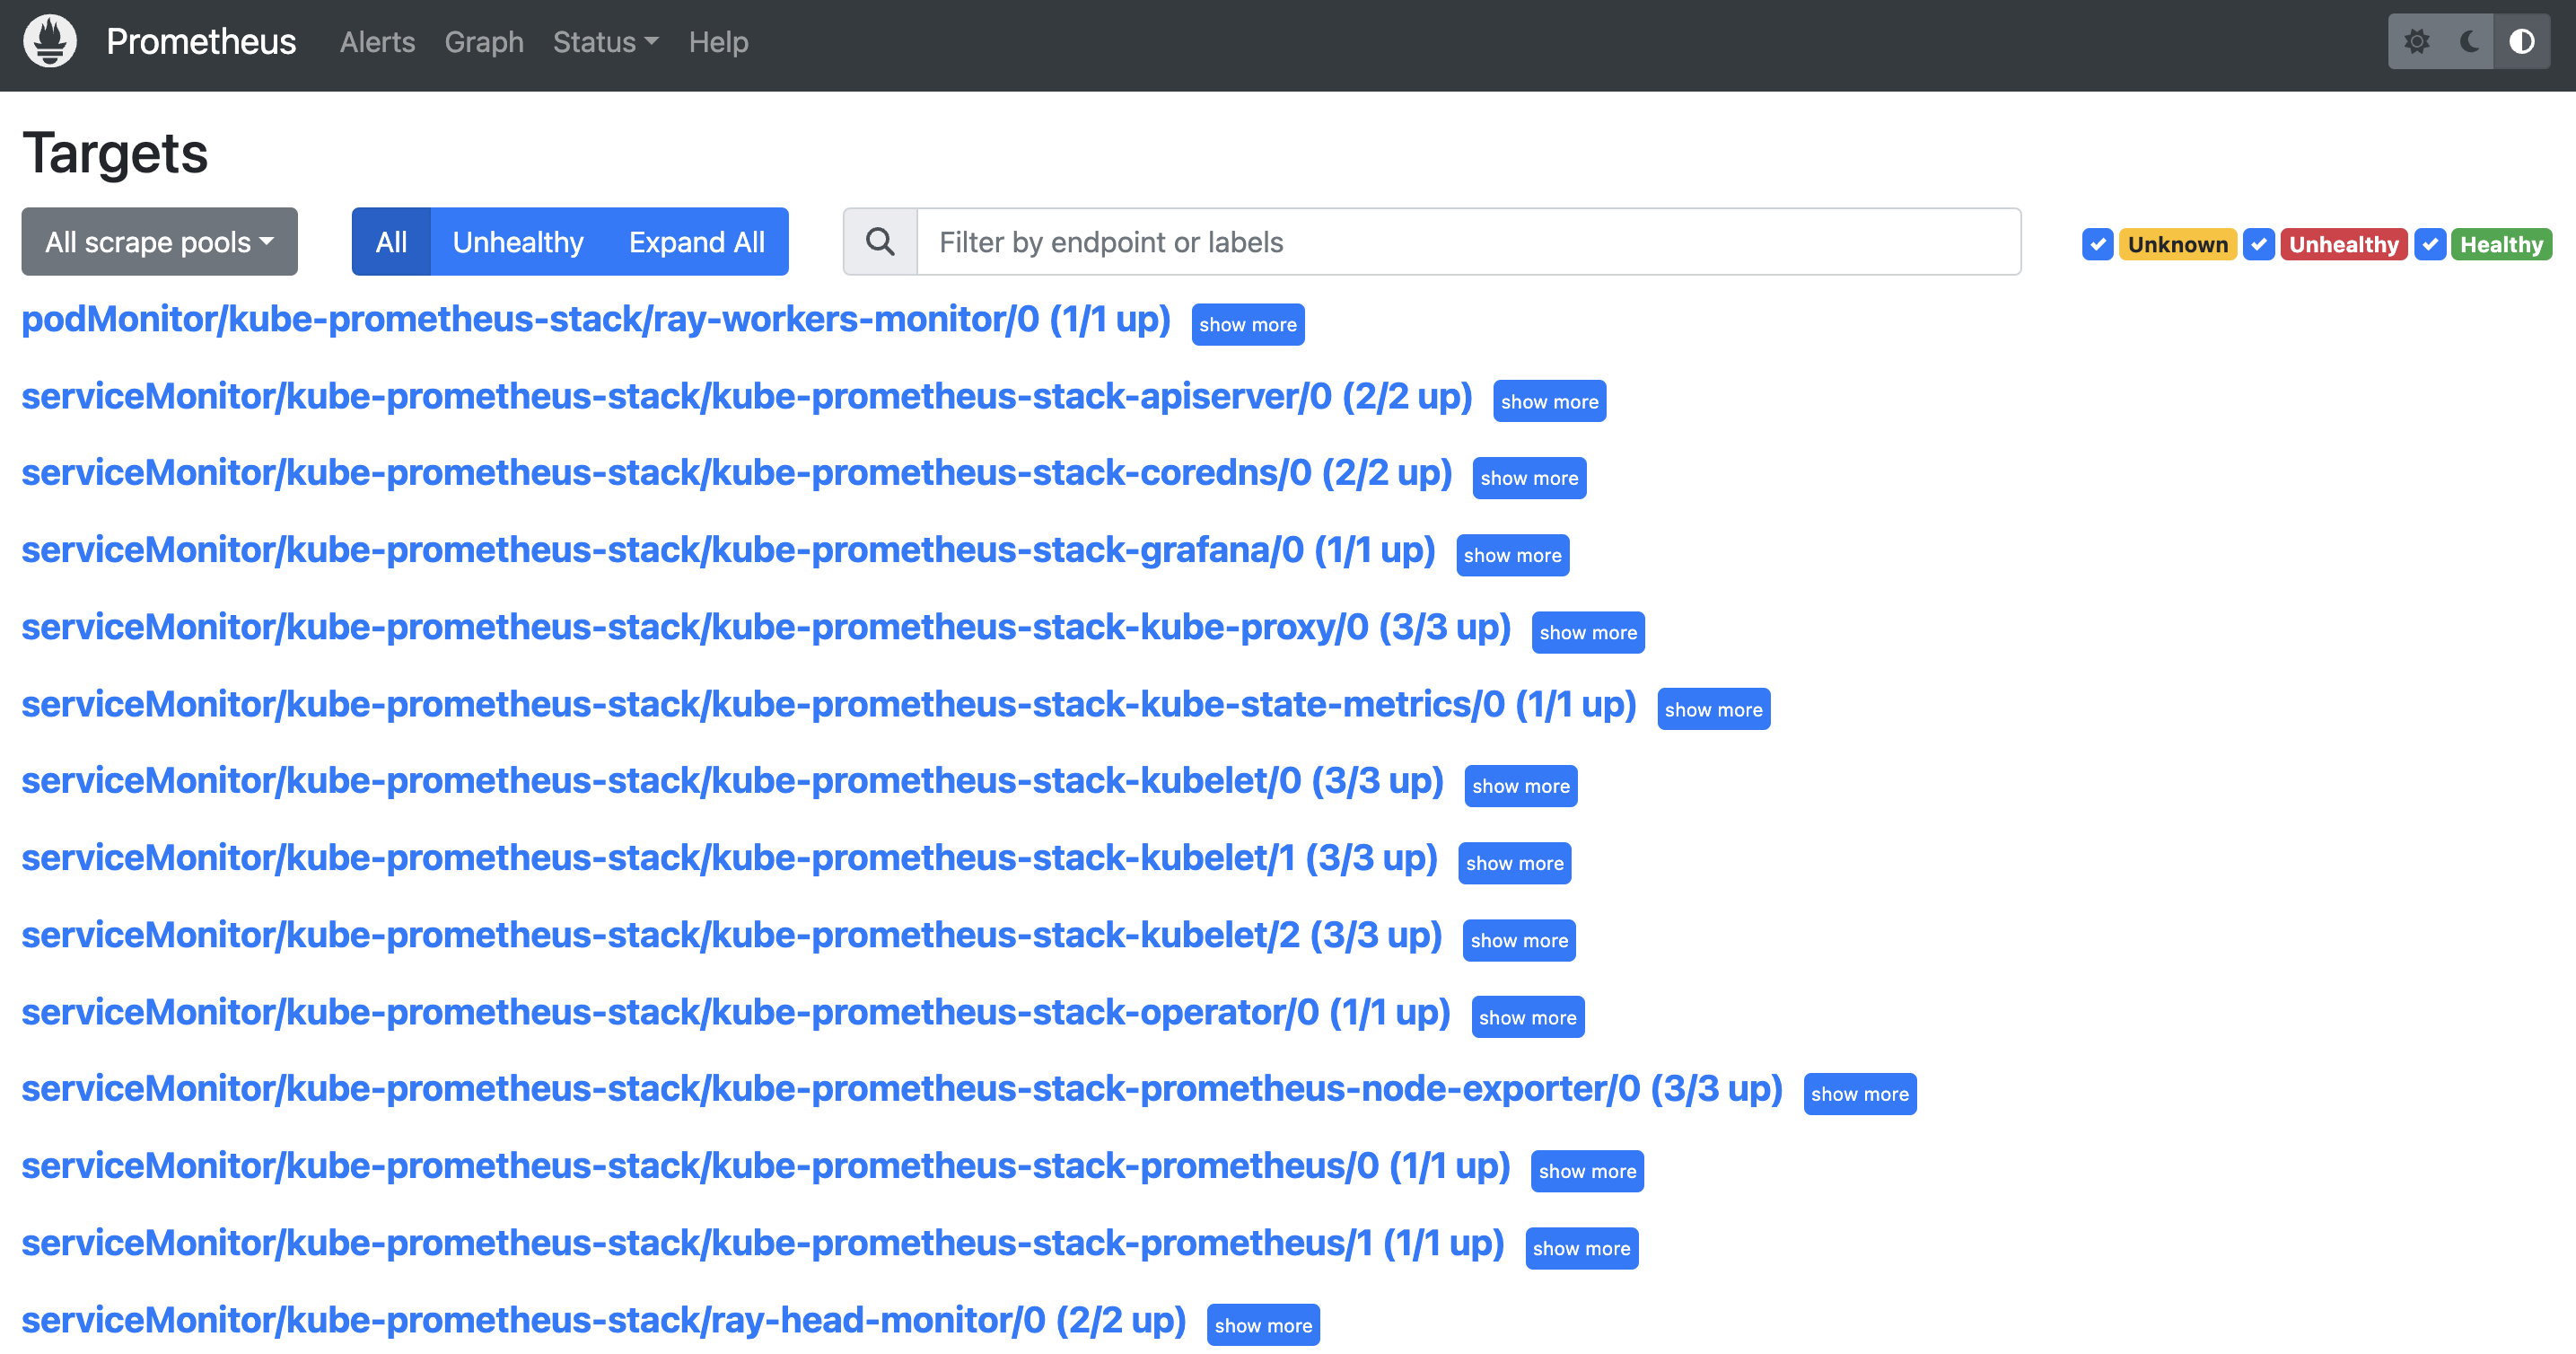 Prometheus Alerts Graph Status Help
Targets
All scrape pools All Unhealthy Expand All Filter by endpoint or labels Unknown Unhealthy Healthy
podMonitor/kube-prometheus-stack/ray-workers-monitor/0 (1/1 up) show more
serviceMonitor/kube-prometheus-stack/kube-prometheus-stack-apiserver/0 (2/2 up) show more
serviceMonitor/kube-prometheus-stack/kube-prometheus-stack-coredns/0 (2/2 up) show more
serviceMonitor/kube-prometheus-stack/kube-prometheus-stack-grafana/0 (1/1 up) show more
serviceMonitor/kube-prometheus-stack/kube-prometheus-stack-kube-proxy/0 (3/3 up) show more
serviceMonitor/kube-prometheus-stack/kube-prometheus-stack-kube-state-metrics/0 (1/1 up) show more
serviceMonitor/kube-prometheus-stack/kube-prometheus-stack-kubelet/0 (3/3 up) show more
serviceMonitor/kube-prometheus-stack/kube-prometheus-stack-kubelet/1 (3/3 up) show more
serviceMonitor/kube-prometheus-stack/kube-prometheus-stack-kubelet/2 (3/3 up) show more
serviceMonitor/kube-prometheus-stack/kube-prometheus-stack-operator/0 (1/1 up) show more
serviceMonitor/kube-prometheus-stack/kube-prometheus-stack-prometheus-node-exporter/0 (3/3 up) show more
serviceMonitor/kube-prometheus-stack/kube-prometheus-stack-prometheus/0 (1/1 up) show more
serviceMonitor/kube-prometheus-stack/kube-prometheus-stack-prometheus/1 (1/1 up) show more
serviceMonitor/kube-prometheus-stack/ray-head-monitor/0 (2/2 up) show more